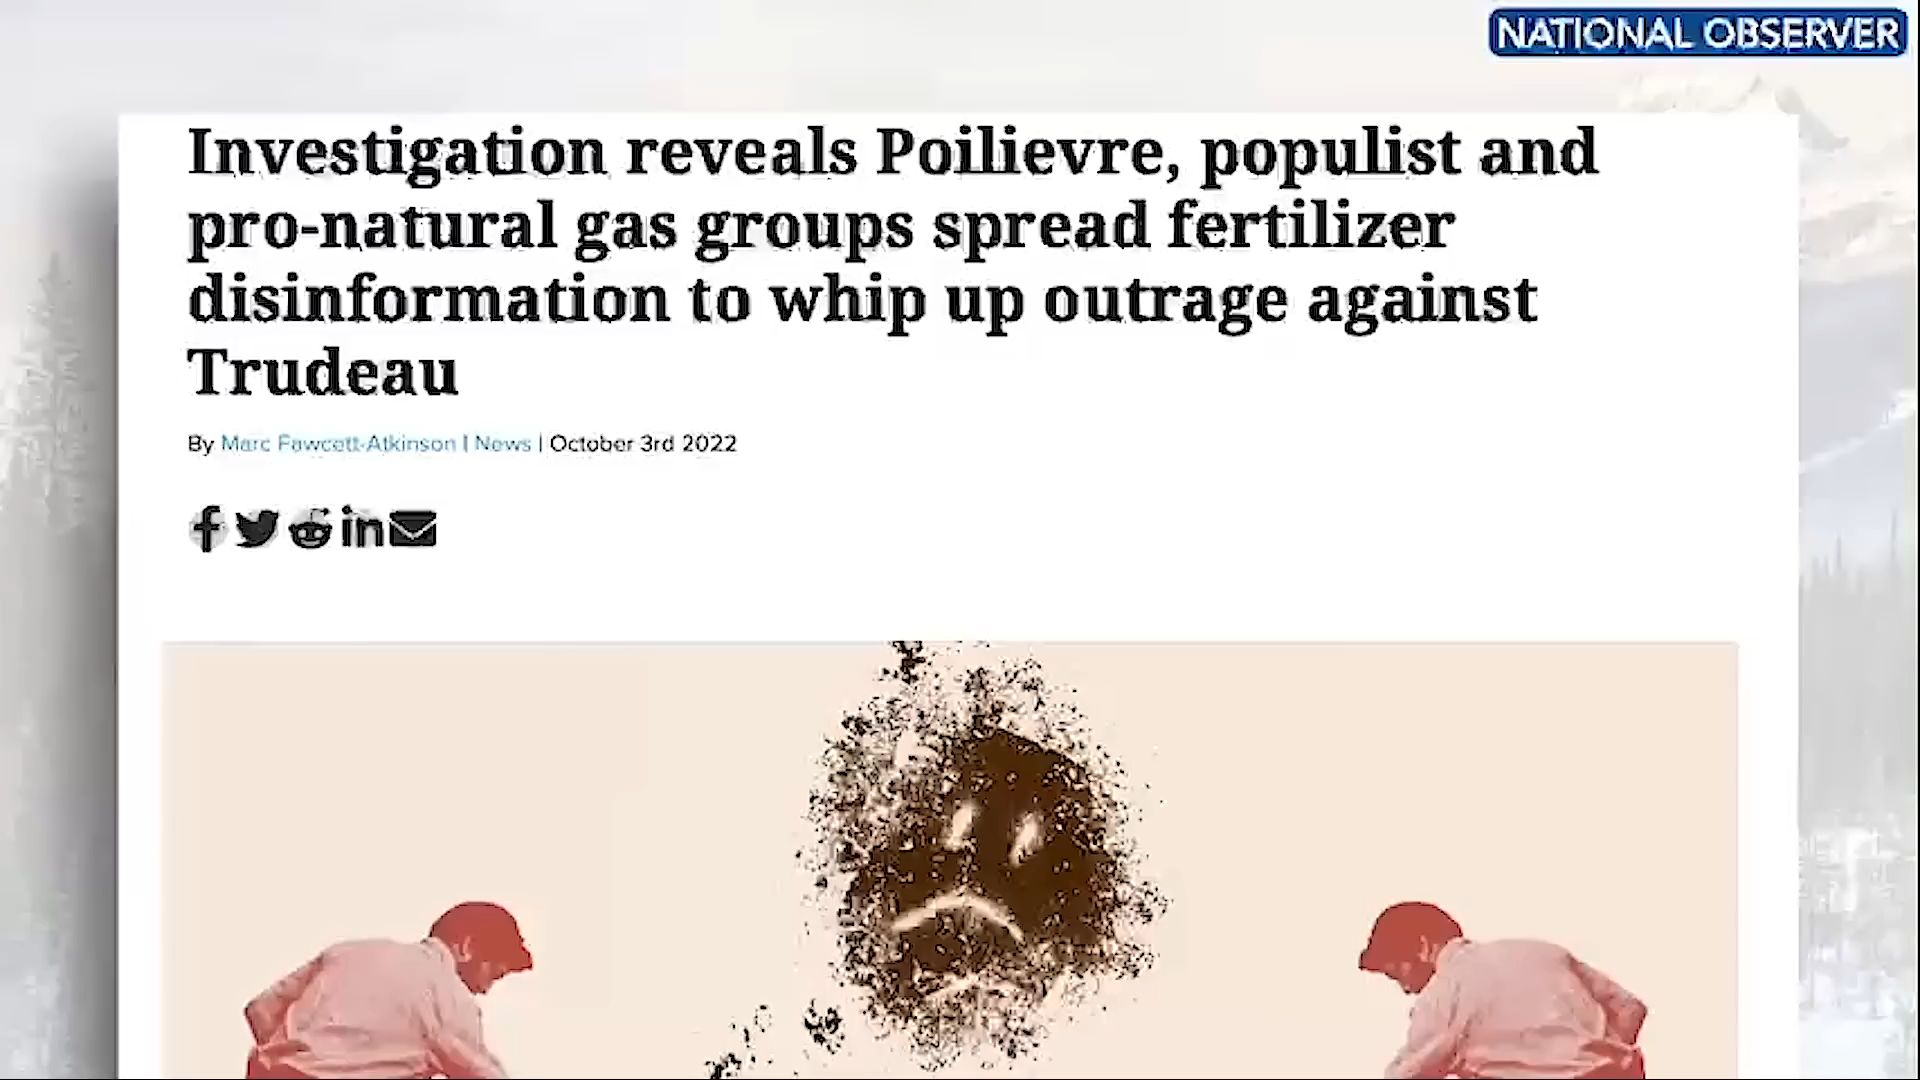 NATIONAL OBSERVER
Investigation reveals Poilievre, populist and
pro-natural gas groups spread fertilizer
disinformation to whip up outrage against
Trudeau
By Marc Fawcett-Atkinson | News | October 3rd 2022